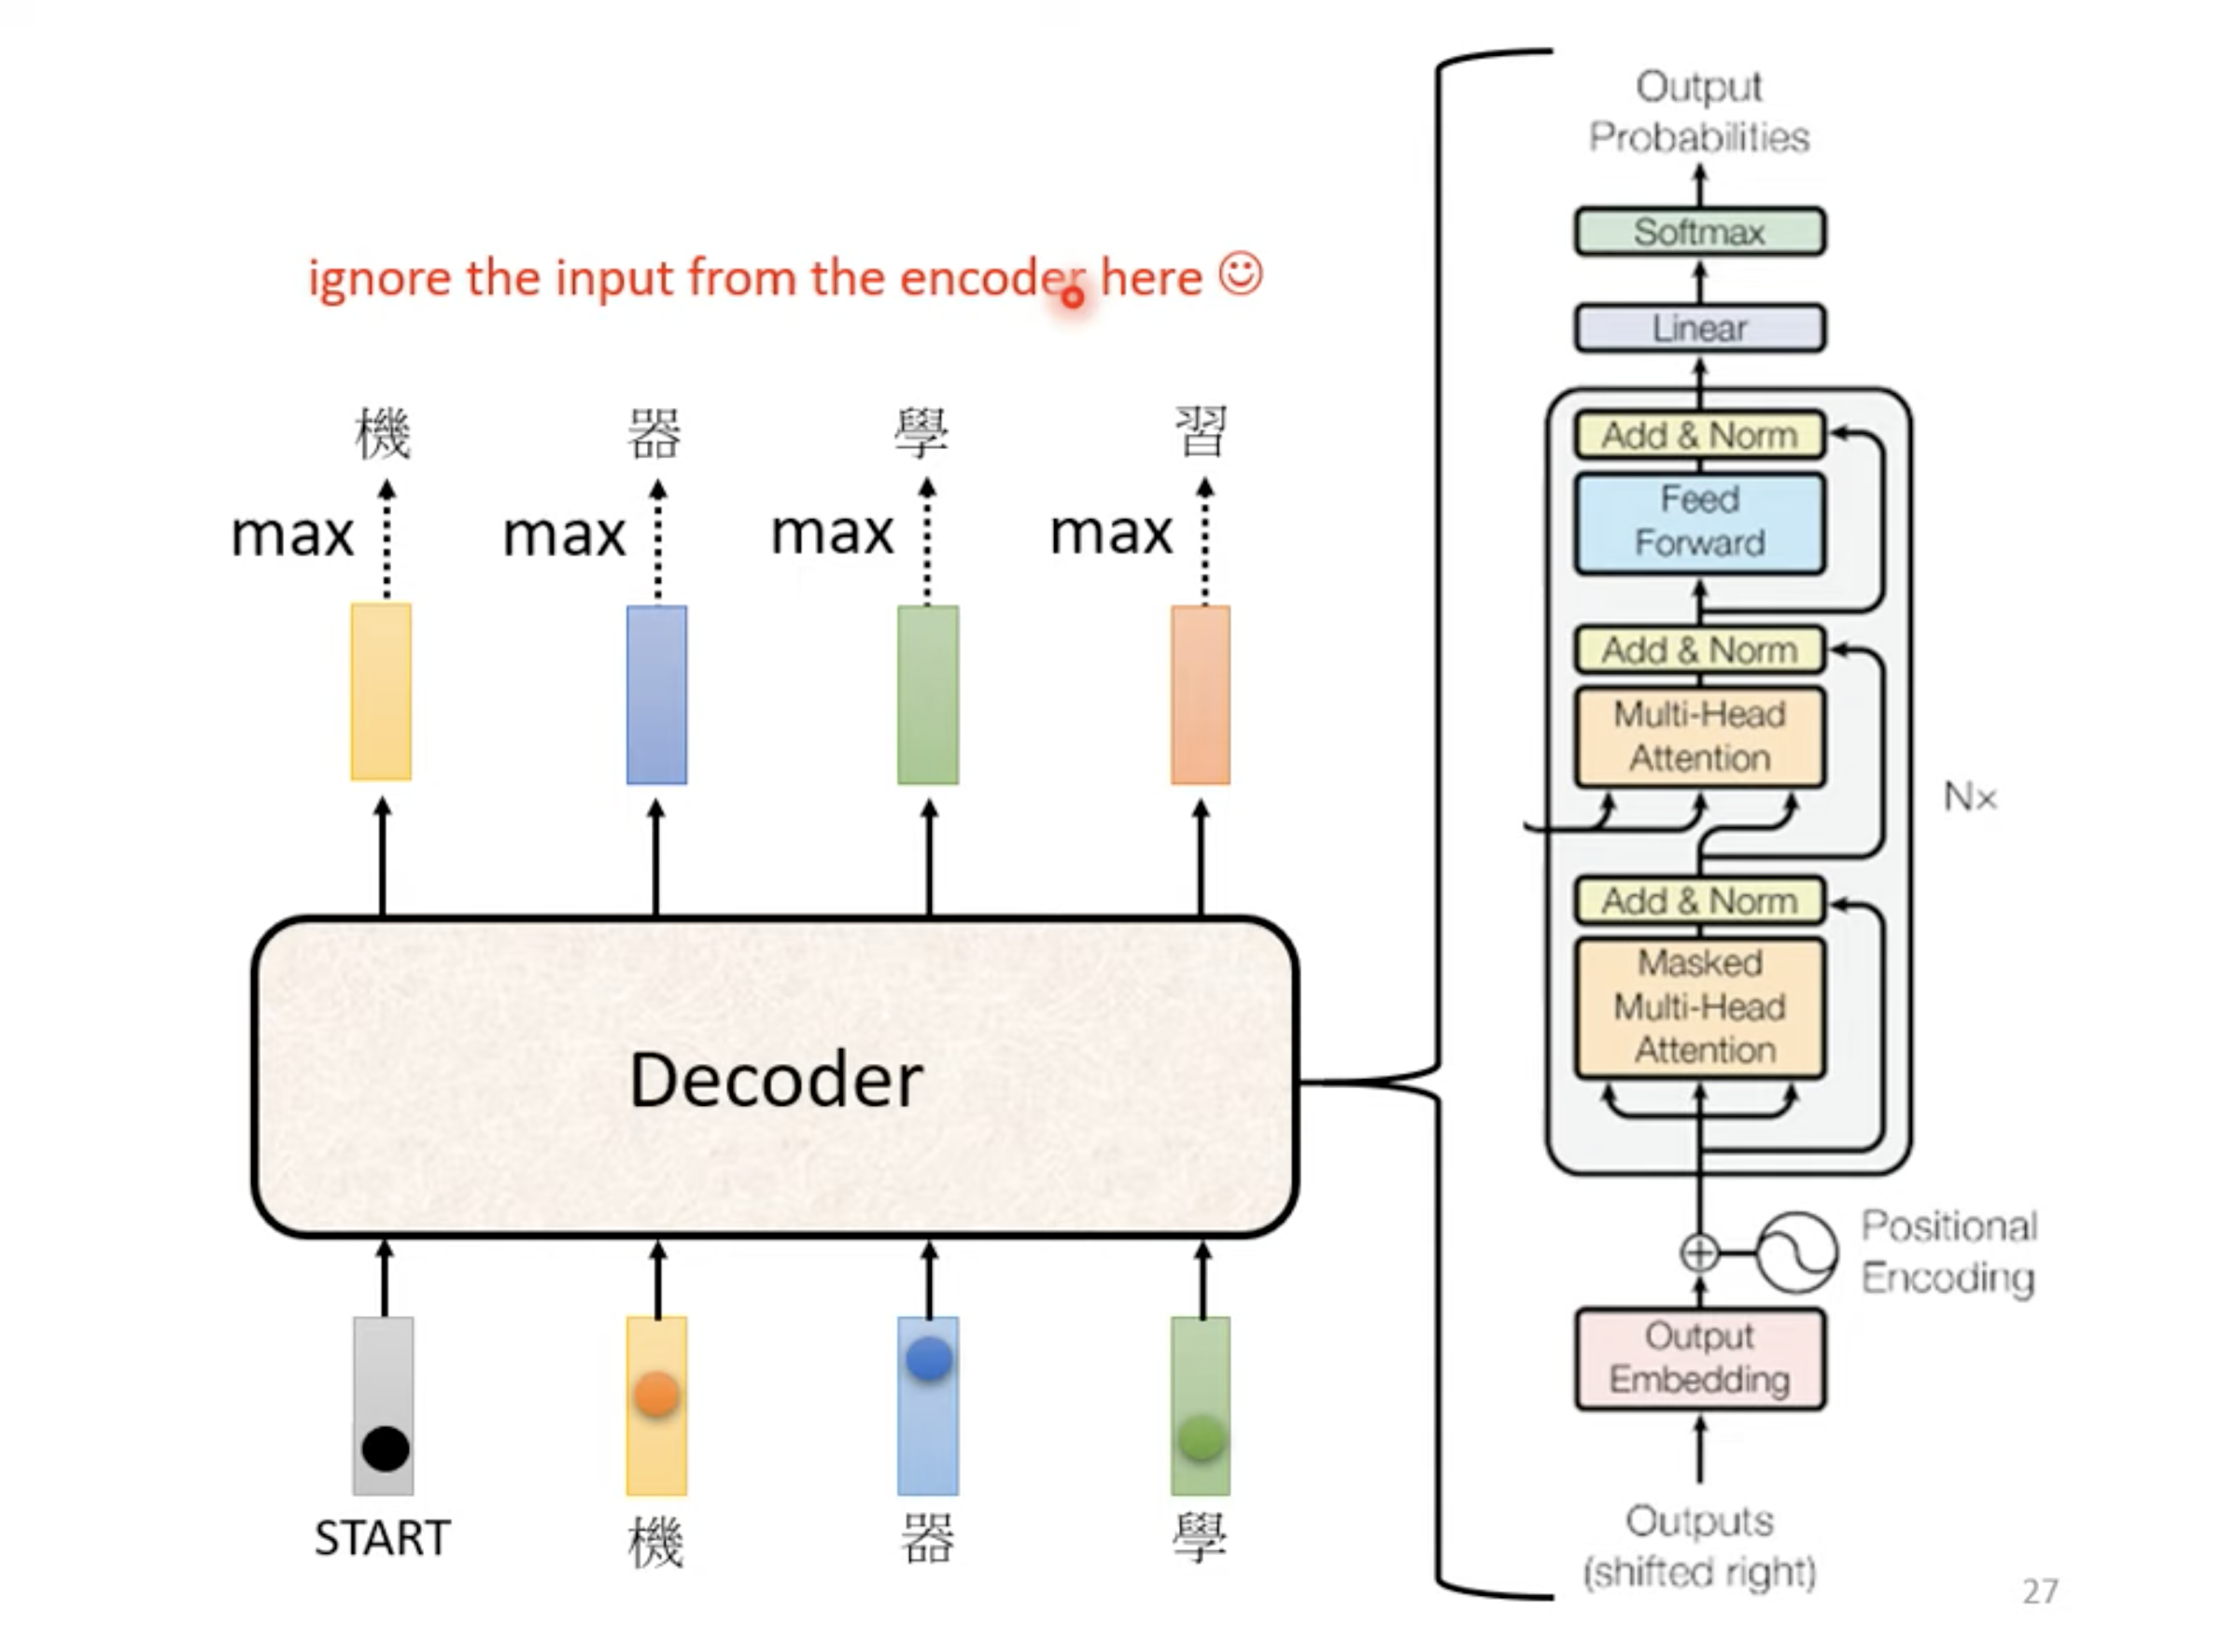 ignore the input from the encoder here ☺
機 器 學 習
max max max max
Decoder
START 機 器 學
Output
Probabilities
Softmax
Linear
Add & Norm
Feed
Forward
Add & Norm
Multi-Head
Attention
N×
Add & Norm
Masked
Multi-Head
Attention
Positional
Encoding
Output
Embedding
Outputs
(shifted right)
27